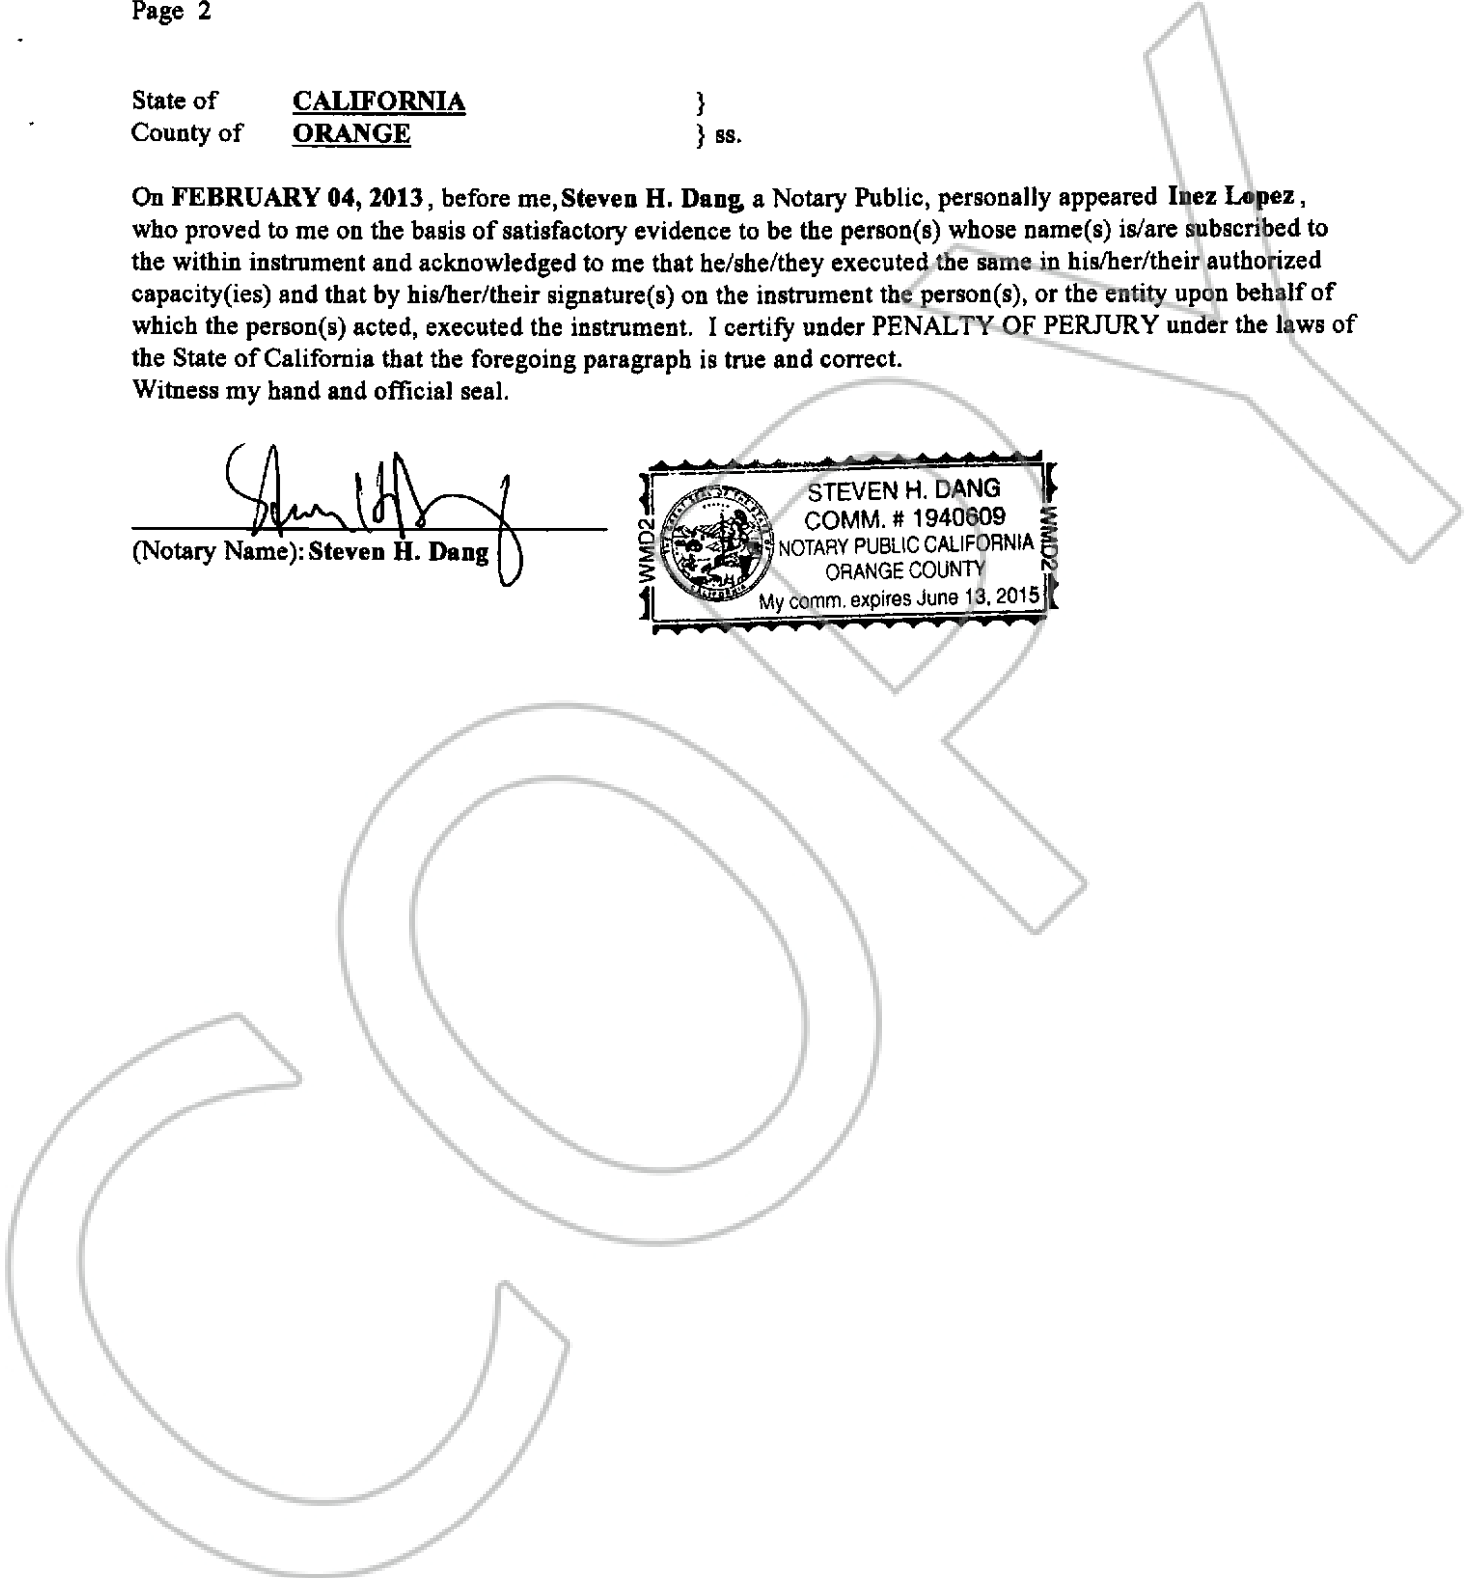 Page 2
State of CALIFORNIA }
County of ORANGE } ss.
On FEBRUARY 04, 2013, before me, Steven H. Dang, a Notary Public, personally appeared Inez Lopez,
who proved to me on the basis of satisfactory evidence to be the person(s) whose name(s) is/are subscribed to
the within instrument and acknowledged to me that he/she/they executed the same in his/her/their authorized
capacity(ies) and that by his/her/their signature(s) on the instrument the person(s), or the entity upon behalf of
which the person(s) acted, executed the instrument. I certify under PENALTY OF PERJURY under the laws of
the State of California that the foregoing paragraph is true and correct.
Witness my hand and official seal.
(Notary Name): Steven H. Dang
WMD2
STEVEN H. DANG
COMM. # 1940609
NOTARY PUBLIC CALIFORNIA
ORANGE COUNTY
My comm. expires June 13, 2015
WMD2
COPY